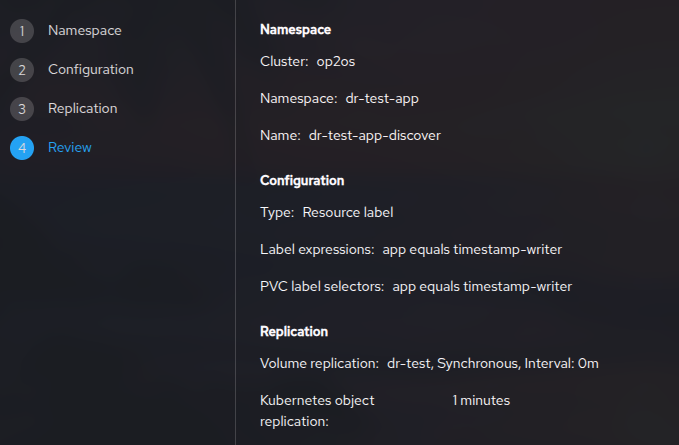 1 Namespace
2 Configuration
3 Replication
4 Review
Namespace
Cluster: op2os
Namespace: dr-test-app
Name: dr-test-app-discover
Configuration
Type: Resource label
Label expressions: app equals timestamp-writer
PVC label selectors: app equals timestamp-writer
Replication
Volume replication: dr-test, Synchronous, Interval: 0m
Kubernetes object 1 minutes
replication: